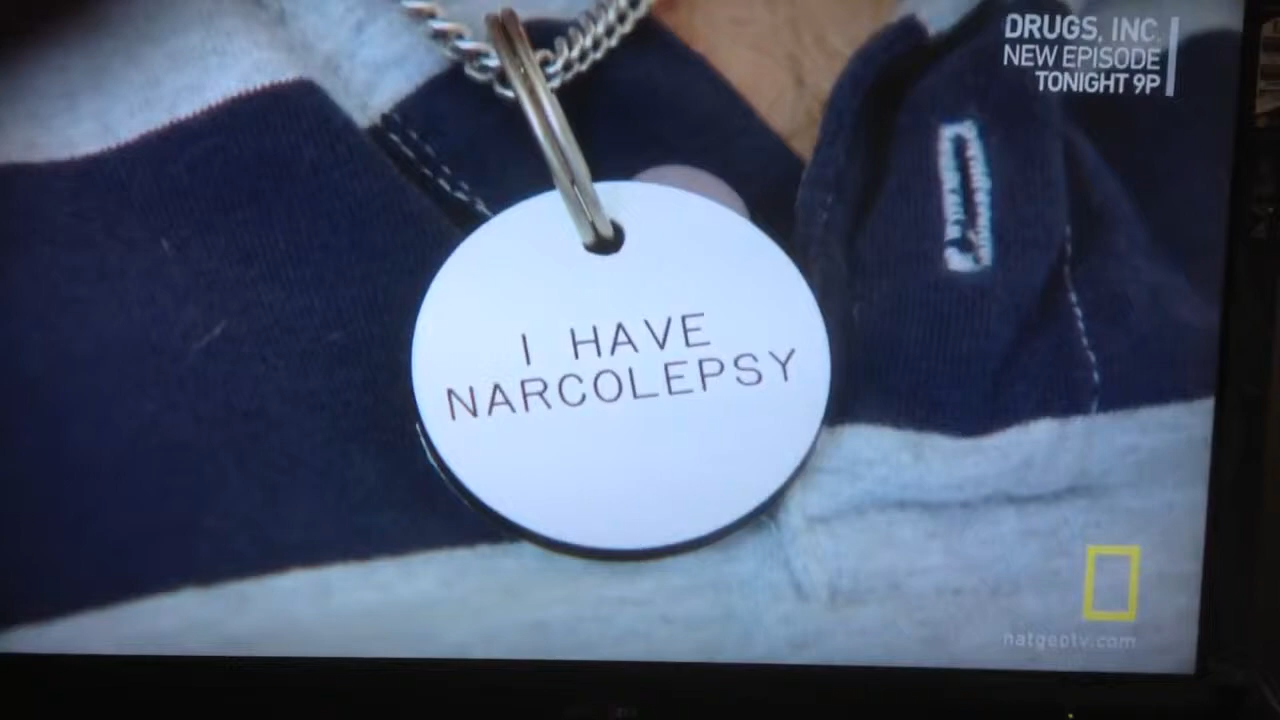 DRUGS, INC.
NEW EPISODE
TONIGHT 9P
I HAVE
NARCOLEPSY
natgeotv.com